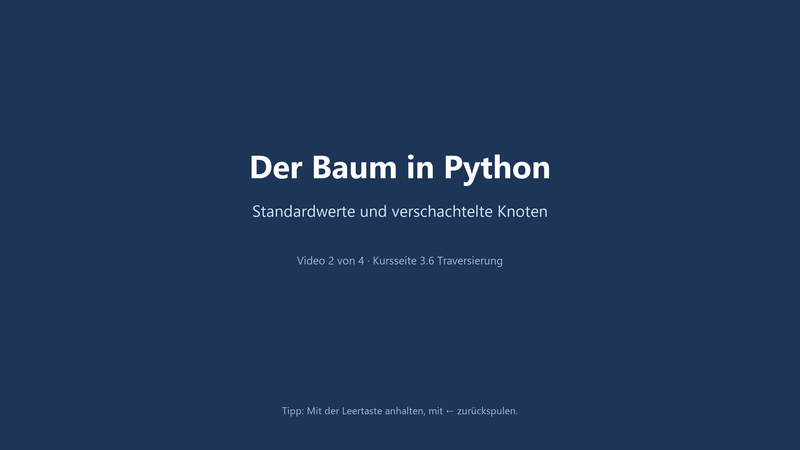 Der Baum in Python
Standardwerte und verschachtelte Knoten
Video 2 von 4 · Kursseite 3.6 Traversierung
Tipp: Mit der Leertaste anhalten, mit ← zurückspulen.